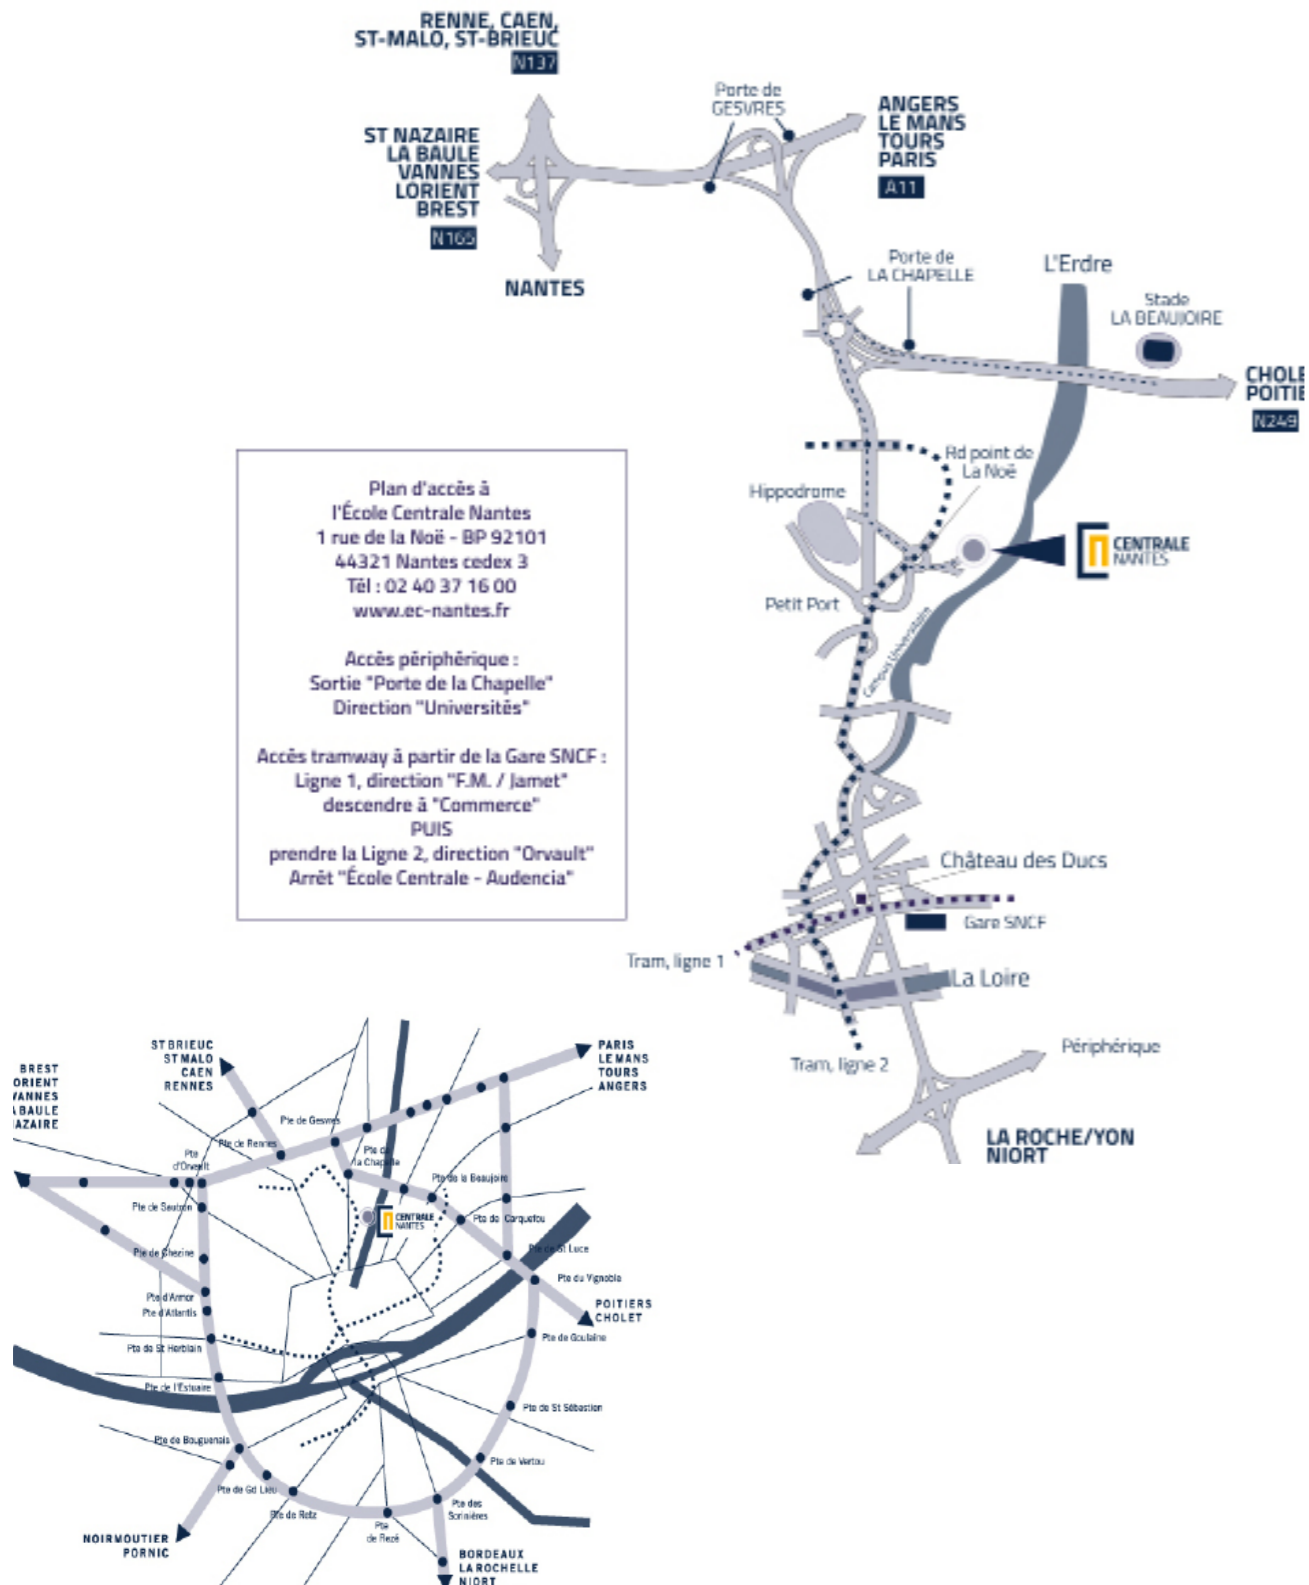 RENNE, CAEN,
ST-MALO, ST-BRIEUC
N137
ST NAZAIRE
LA BAULE
VANNES
LORIENT
BREST
N165
NANTES
Porte de
GESVRES
ANGERS
LE MANS
TOURS
PARIS
A11
Porte de
LA CHAPELLE
L'Erdre
Stade
LA BEAUJOIRE
CHOLE
POITIE
N249
Rd point de
La Noë
Hippodrome
CENTRALE
NANTES
Petit Port
Campus Universitaire
Plan d'accès à
l'École Centrale Nantes
1 rue de la Noë - BP 92101
44321 Nantes cedex 3
Tél : 02 40 37 16 00
www.ec-nantes.fr
Accès périphérique :
Sortie "Porte de la Chapelle"
Direction "Universités"
Accès tramway à partir de la Gare SNCF :
Ligne 1, direction "F.M. / Jamet"
descendre à "Commerce"
PUIS
prendre la Ligne 2, direction "Orvault"
Arrêt "École Centrale - Audencia"
Château des Ducs
Gare SNCF
Tram, ligne 1
La Loire
Tram, ligne 2
Périphérique
LA ROCHE/YON
NIORT
ST BRIEUC
ST MALO
CAEN
RENNES
BREST
ORIENT
VANNES
A BAULE
NAZAIRE
PARIS
LE MANS
TOURS
ANGERS
Pte de Gesvres
Pte de Rennes
Pte
d'Orvault
Pte de
la Chapelle
Pte de la Beaujoire
Pte de Sautron
CENTRALE
NANTES
Pte de Carquefou
Pte de Chezine
Pte de St Luce
Pte du Vignoble
Pte d'Armor
Pte d'Atlantis
POITIERS
CHOLET
Pte de St Herblain
Pte de Goulaine
Pte de l'Estuaire
Pte de St Sébastien
Pte de Bouguenais
Pte de Vertou
Pte de Gd Lieu
Pte de Retz
Pte
de Rezé
Pte des
Sorinières
NOIRMOUTIER
PORNIC
BORDEAUX
LA ROCHELLE
NIORT